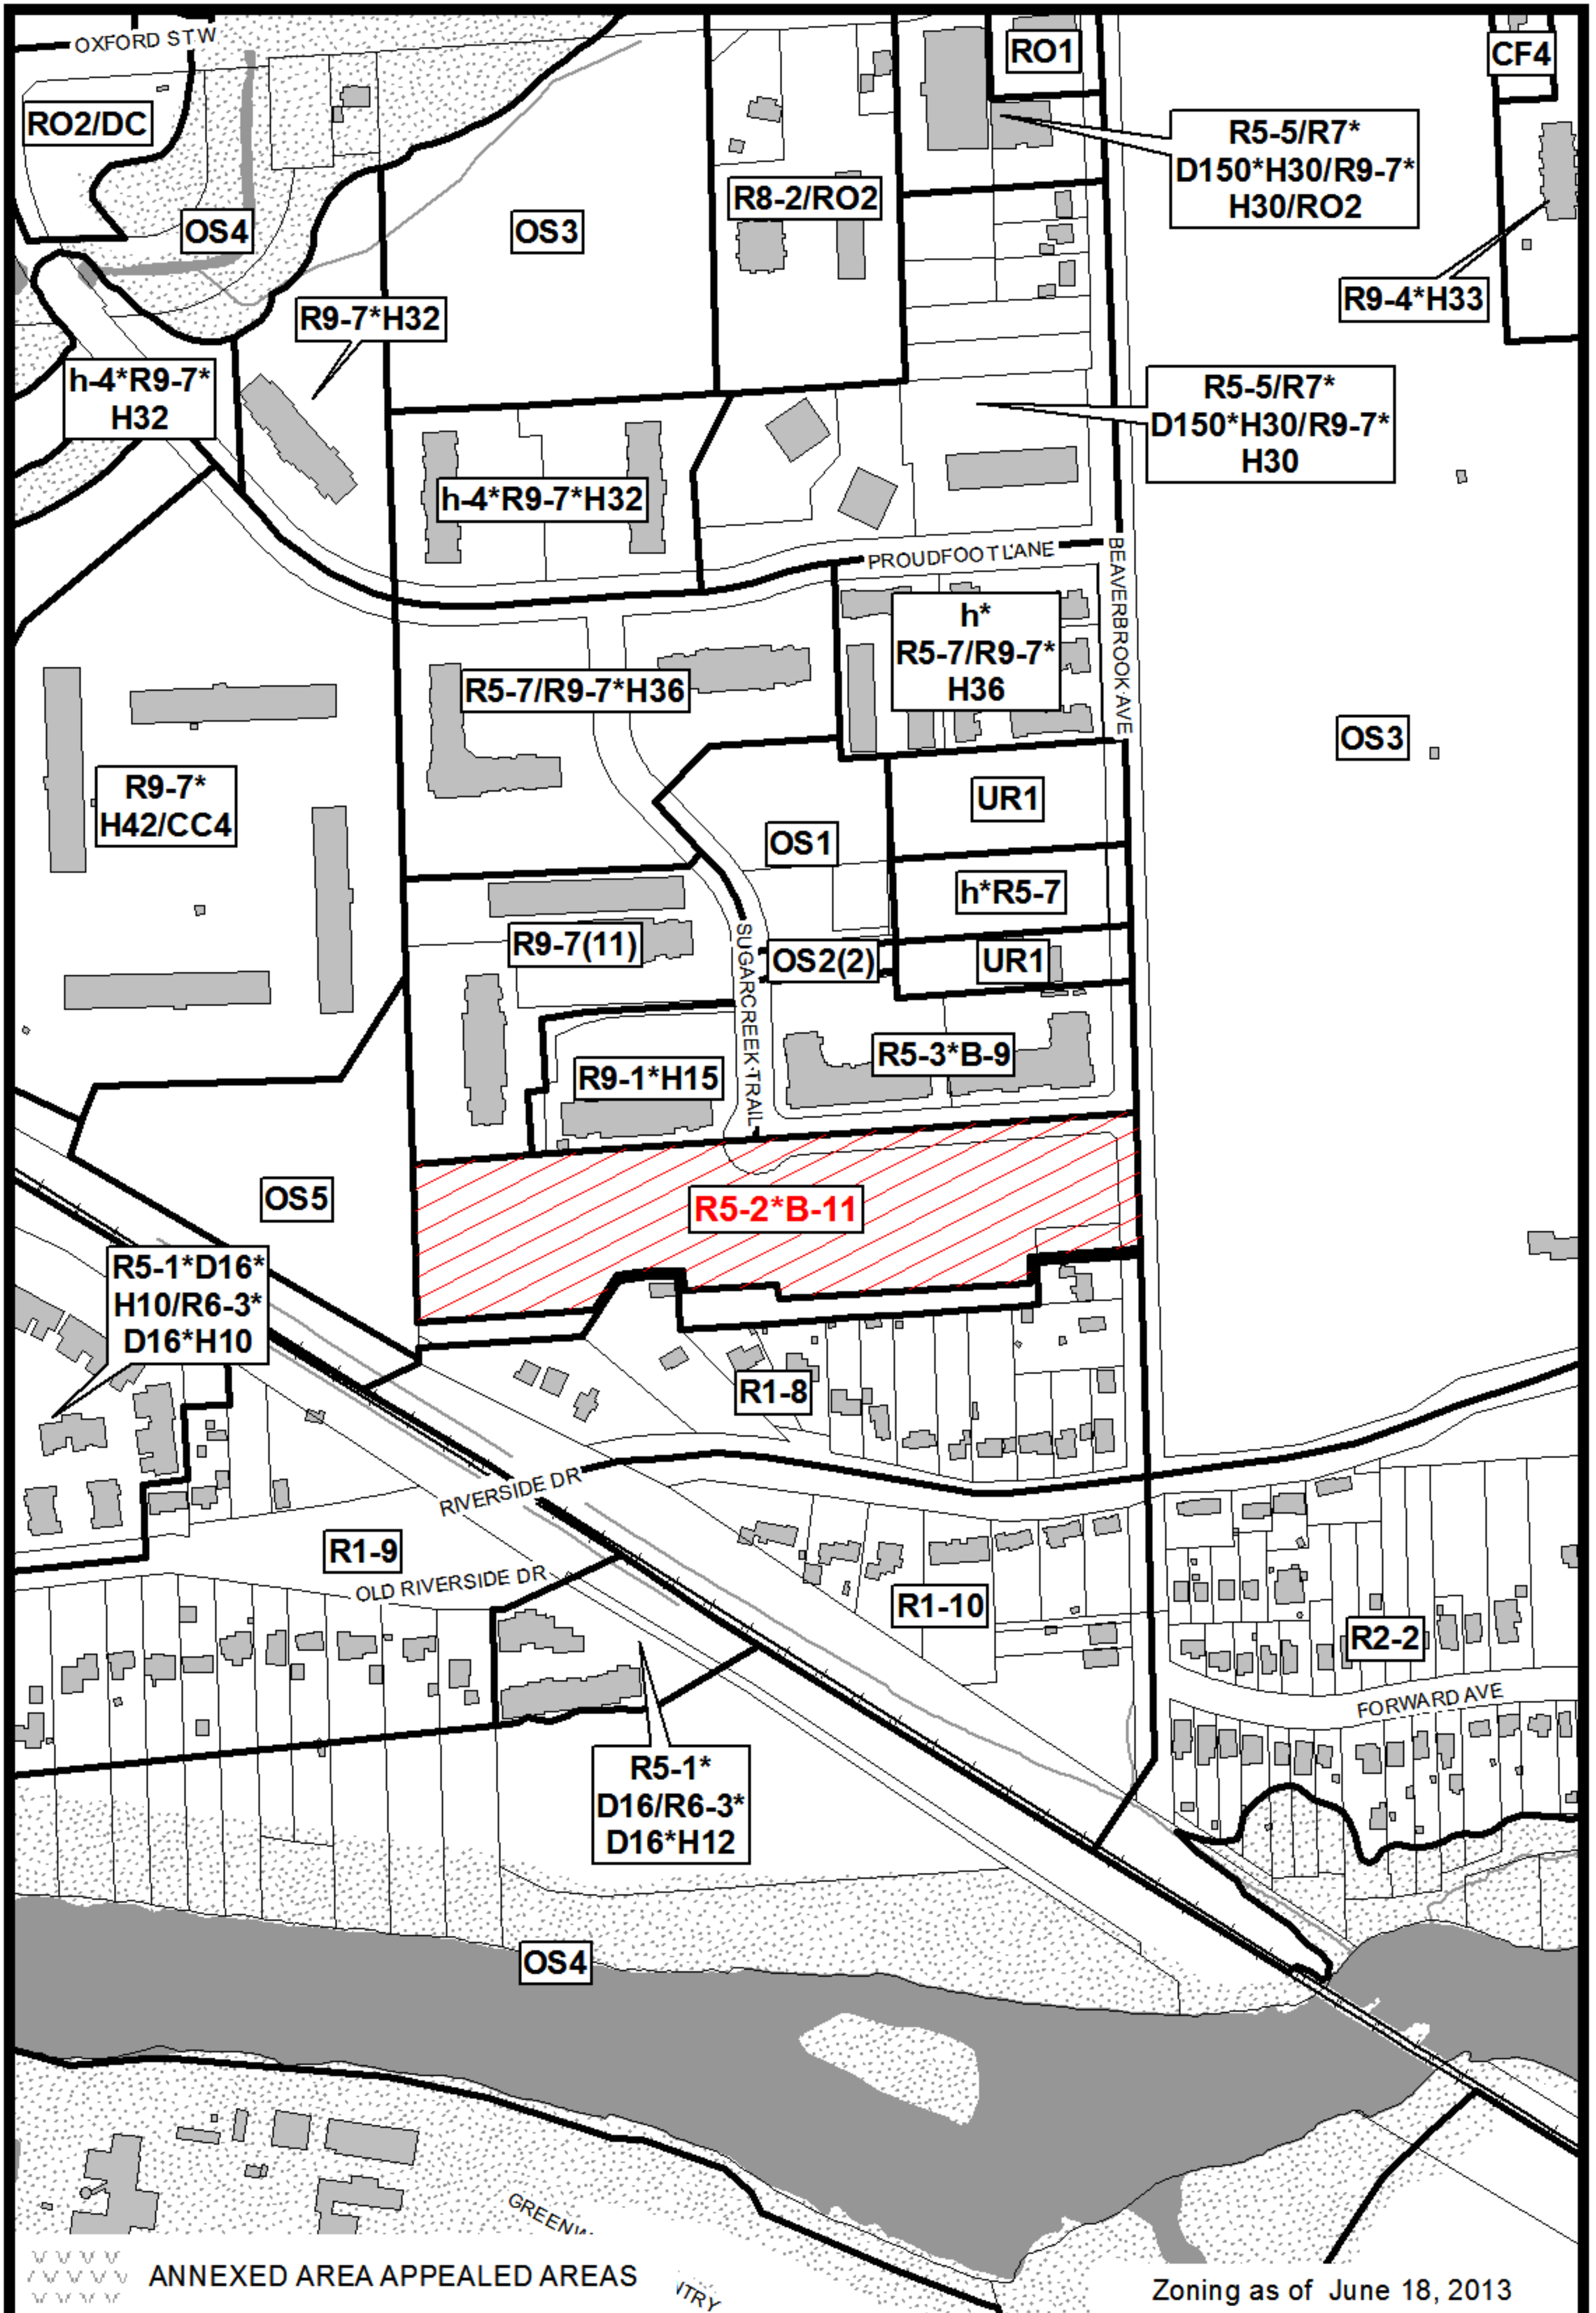 OXFORD ST W
RO1
CF4
RO2/DC
R5-5/R7*
D150*H30/R9-7*
H30/RO2
R8-2/RO2
OS4
OS3
R9-4*H33
R9-7*H32
h-4*R9-7*
H32
R5-5/R7*
D150*H30/R9-7*
H30
h-4*R9-7*H32
PROUDFOOT LANE
BEAVERBROOK AVE
h*
R5-7/R9-7*
H36
R5-7/R9-7*H36
OS3
R9-7*
H42/CC4
UR1
OS1
h*R5-7
R9-7(11)
SUGARCREEK TRAIL
OS2(2)
UR1
R5-3*B-9
R9-1*H15
OS5
R5-2*B-11
R5-1*D16*
H10/R6-3*
D16*H10
R1-8
RIVERSIDE DR
R1-9
OLD RIVERSIDE DR
R1-10
R2-2
FORWARD AVE
R5-1*
D16/R6-3*
D16*H12
OS4
ANNEXED AREA APPEALED AREAS
Zoning as of June 18, 2013